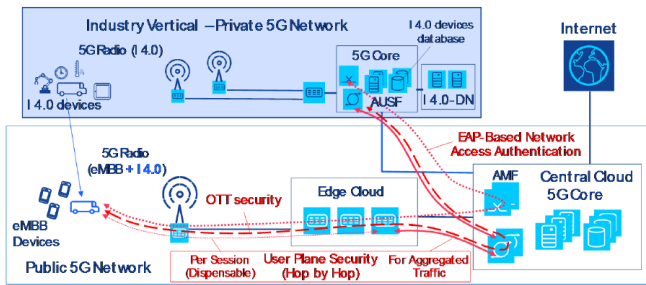 Industry Vertical –Private 5G Network
Internet
5G Radio (I 4.0)
5G Core
I 4.0 devices
database
I 4.0 devices
AUSF
I 4.0-DN
EAP-Based Network
Access Authentication
5G Radio
(eMBB + I 4.0)
AMF
Central Cloud
5G Core
OTT security
Edge Cloud
eMBB
Devices
Per Session
(Dispensable)
User Plane Security
(Hop by Hop)
For Aggregated
Traffic
Public 5G Network